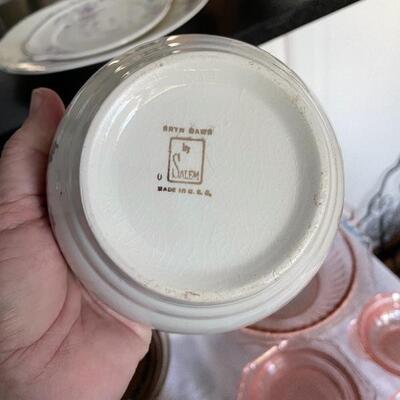 BRYN MAWR
by
SALEM
U
MADE IN U. S. A.